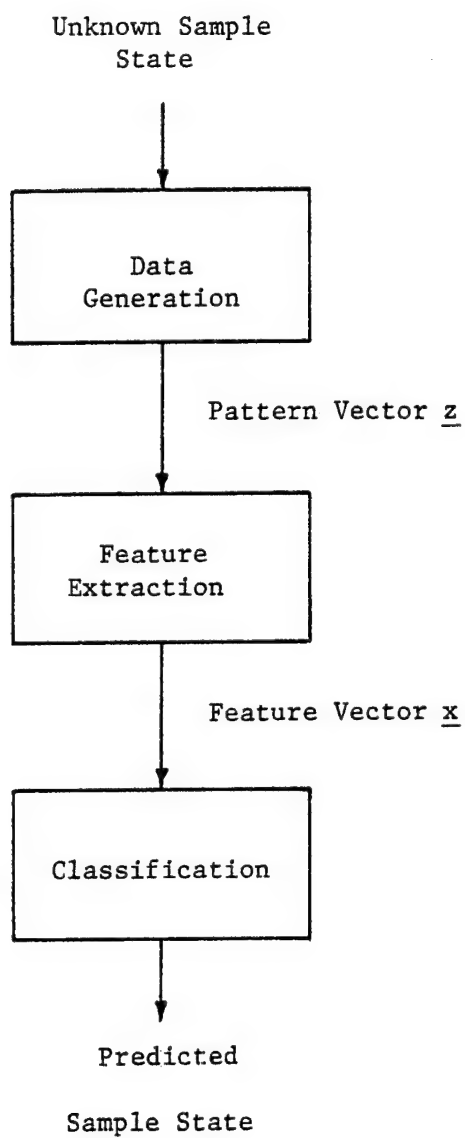 Unknown Sample
State
Data
Generation
Pattern Vector z
Feature
Extraction
Feature Vector x
Classification
Predicted
Sample State